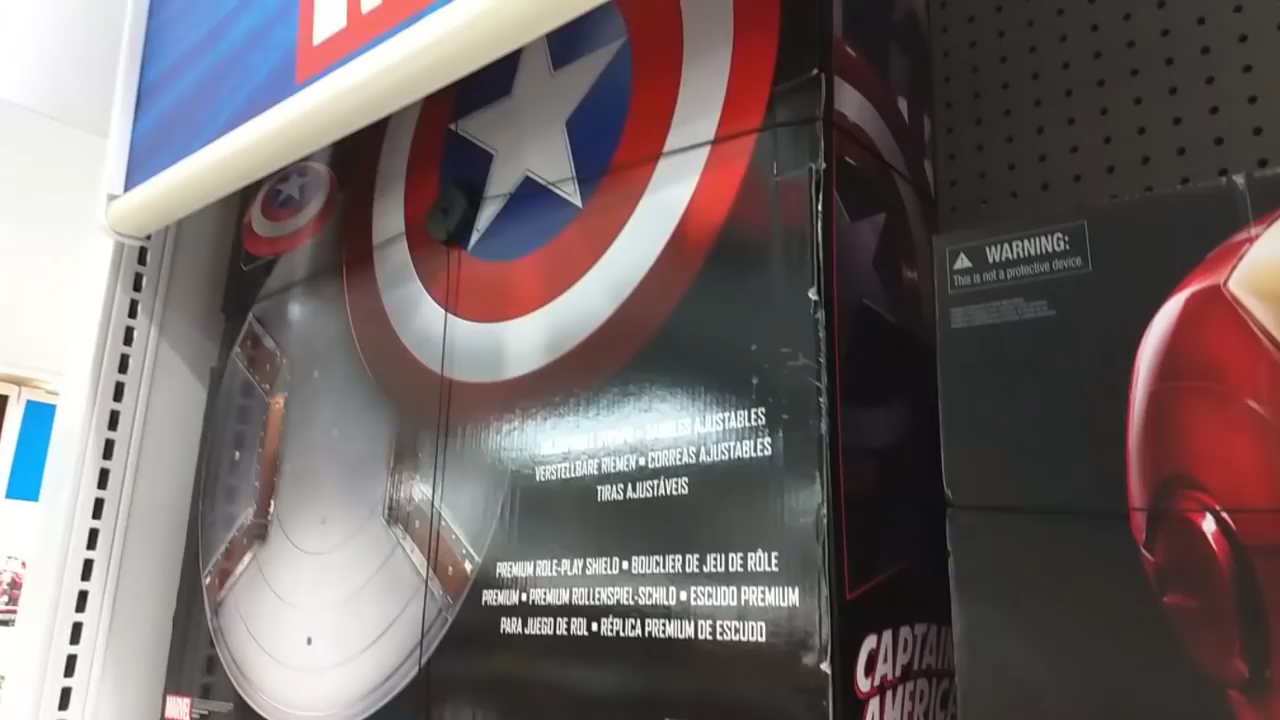 WARNING:
This is not a protective device.
AJUSTABLES
VERSTELLBARE RIEMEN ▪ CORREAS AJUSTABLES
TIRAS AJUSTÁVEIS
PREMIUM ROLE-PLAY SHIELD ▪ BOUCLIER DE JEU DE RÔLE
PREMIUM ▪ PREMIUM ROLLENSPIEL-SCHILD ▪ ESCUDO PREMIUM
PARA JUEGO DE ROL ▪ RÉPLICA PREMIUM DE ESCUDO
CAPTAIN
AMERICA
MARVEL